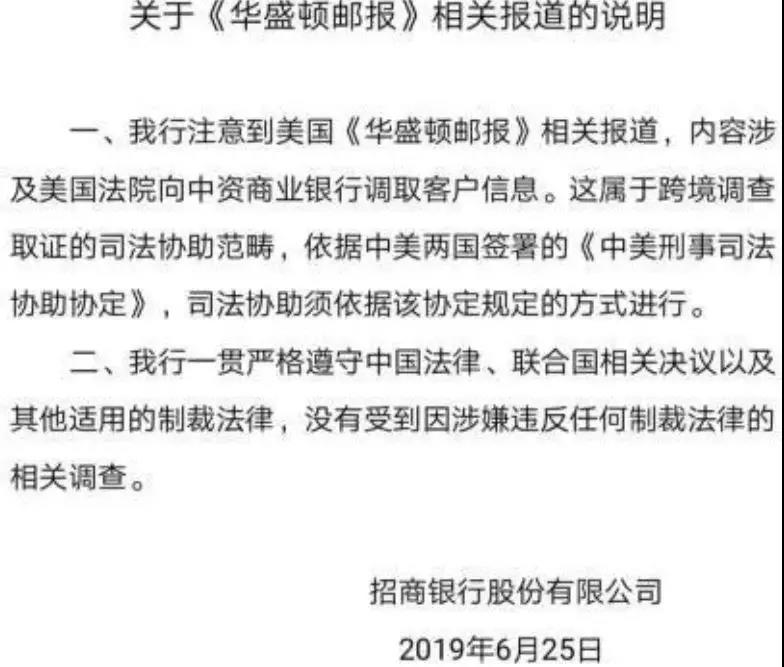 关于《华盛顿邮报》相关报道的说明
一、我行注意到美国《华盛顿邮报》相关报道，内容涉
及美国法院向中资商业银行调取客户信息。这属于跨境调查
取证的司法协助范畴，依据中美两国签署的《中美刑事司法
协助协定》，司法协助须依据该协定规定的方式进行。
二、我行一贯严格遵守中国法律、联合国相关决议以及
其他适用的制裁法律，没有受到因涉嫌违反任何制裁法律的
相关调查。
招商银行股份有限公司
2019年6月25日